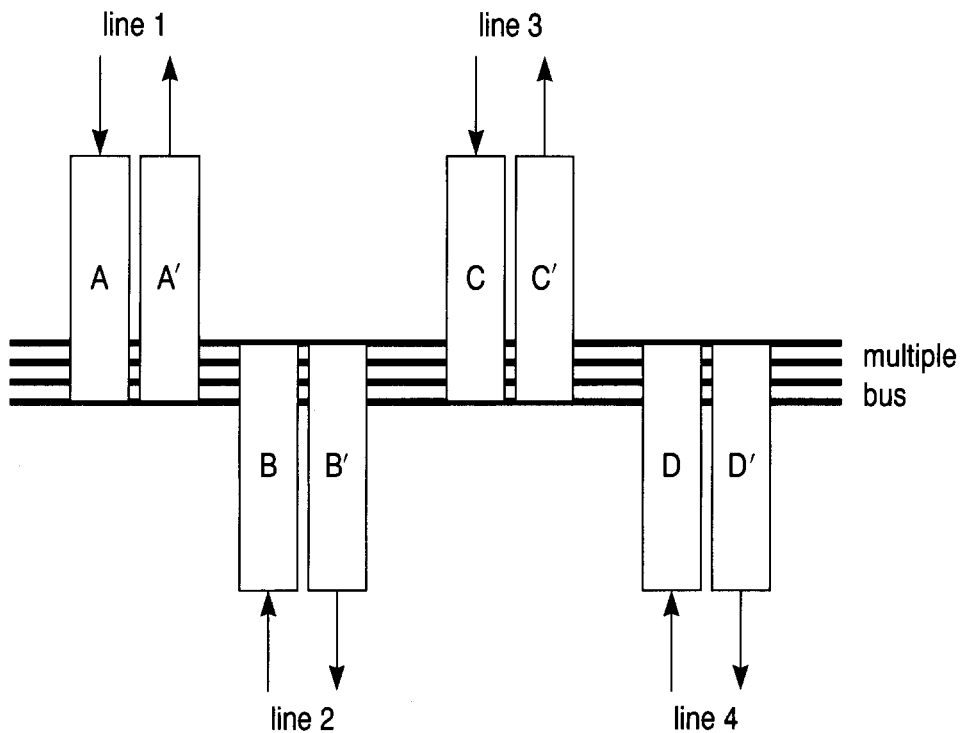 line 1
line 3
A
A′
C
C′
multiple
bus
B
B′
D
D′
line 2
line 4